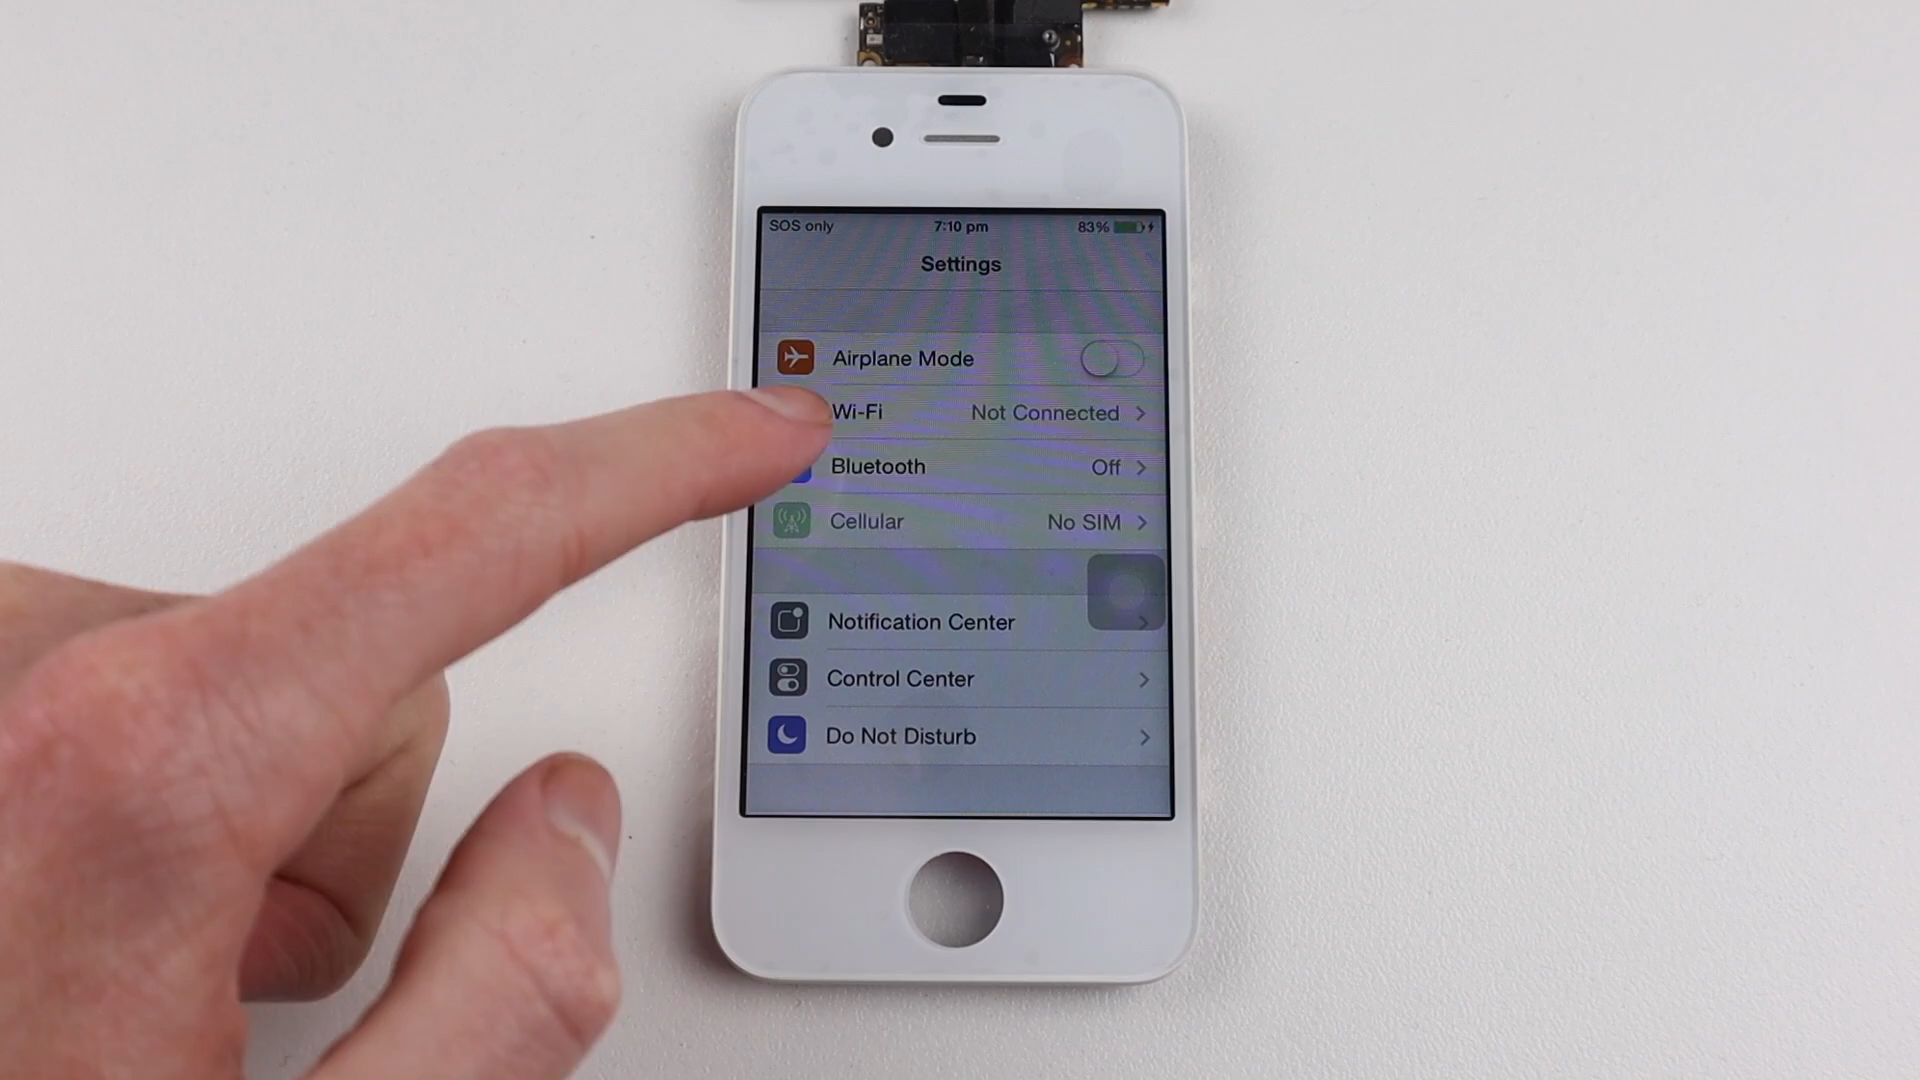 SOS only 7:10 pm 83%
Settings
Airplane Mode
Wi-Fi Not Connected
Bluetooth Off
Cellular No SIM
Notification Center
Control Center
Do Not Disturb